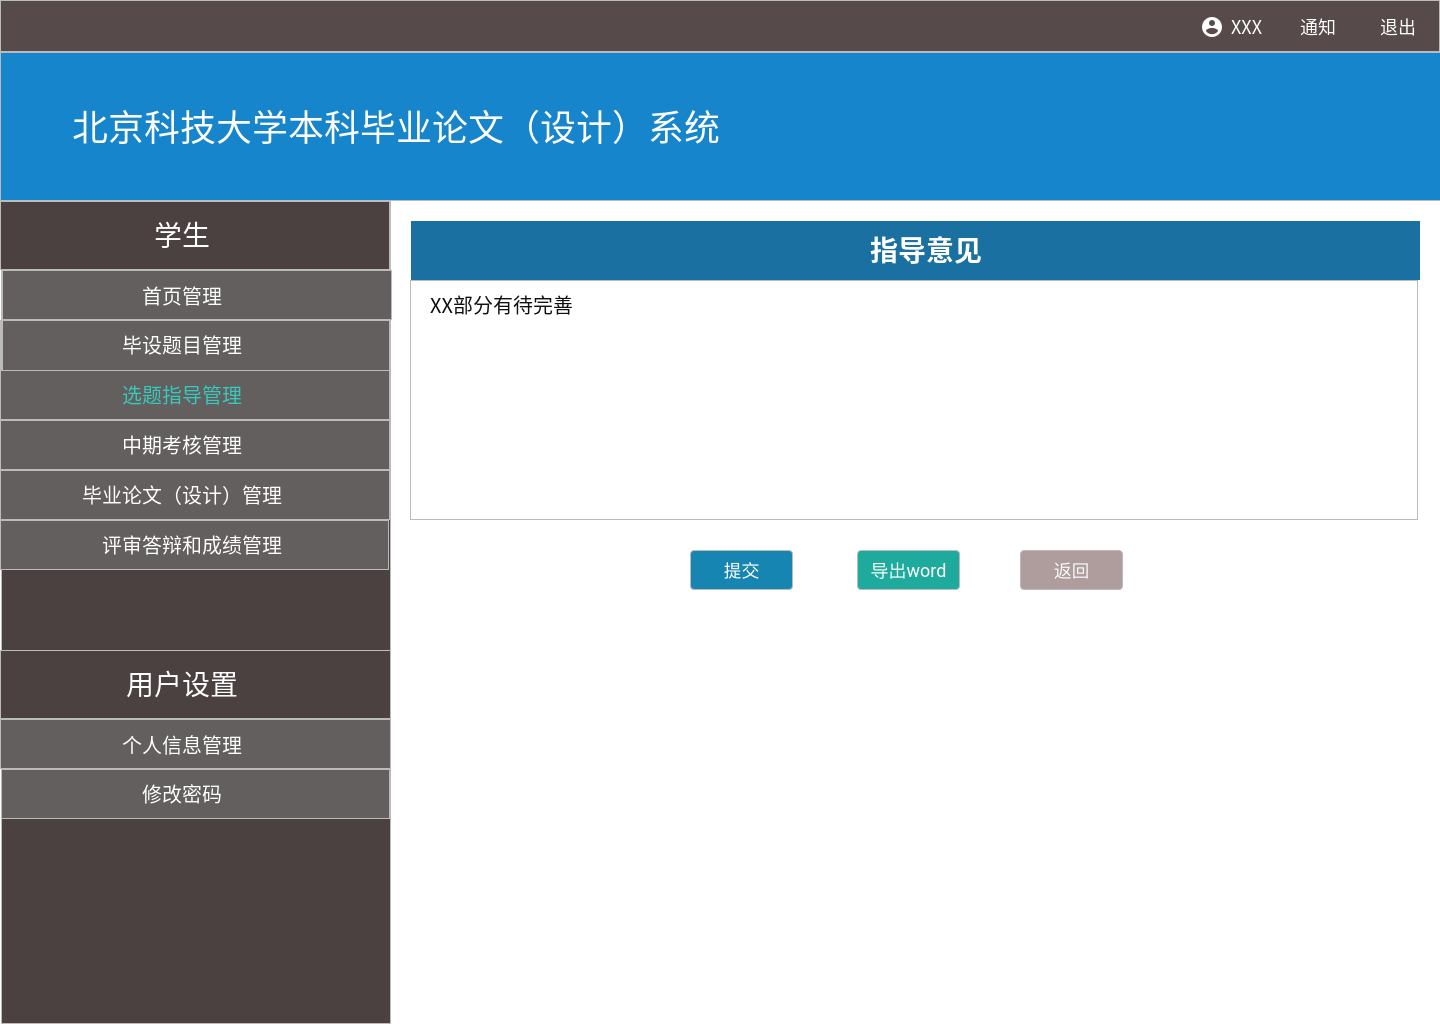 XXX 通知 退出
北京科技大学本科毕业论文（设计）系统
学生
首页管理
毕设题目管理
选题指导管理
中期考核管理
毕业论文（设计）管理
评审答辩和成绩管理
用户设置
个人信息管理
修改密码
指导意见
XX部分有待完善
提交 导出word 返回